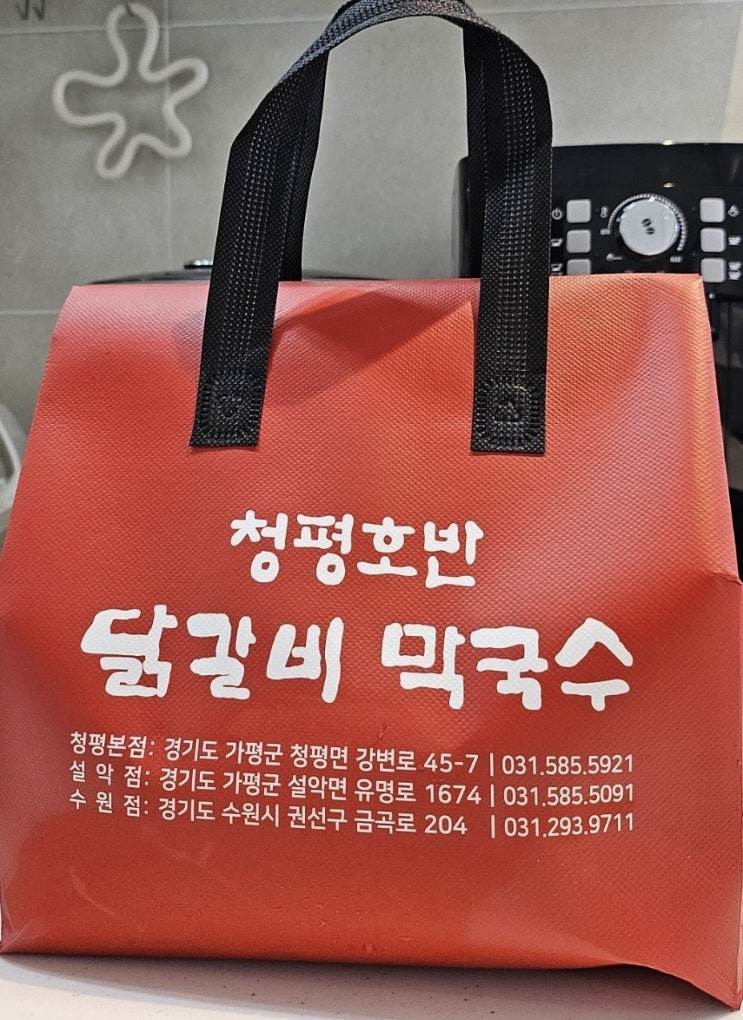 청평호반
닭갈비 막국수
청평본점: 경기도 가평군 청평면 강변로 45-7 | 031.585.5921
설 악 점: 경기도 가평군 설악면 유명로 1674 | 031.585.5091
수 원 점: 경기도 수원시 권선구 금곡로 204 | 031.293.9711